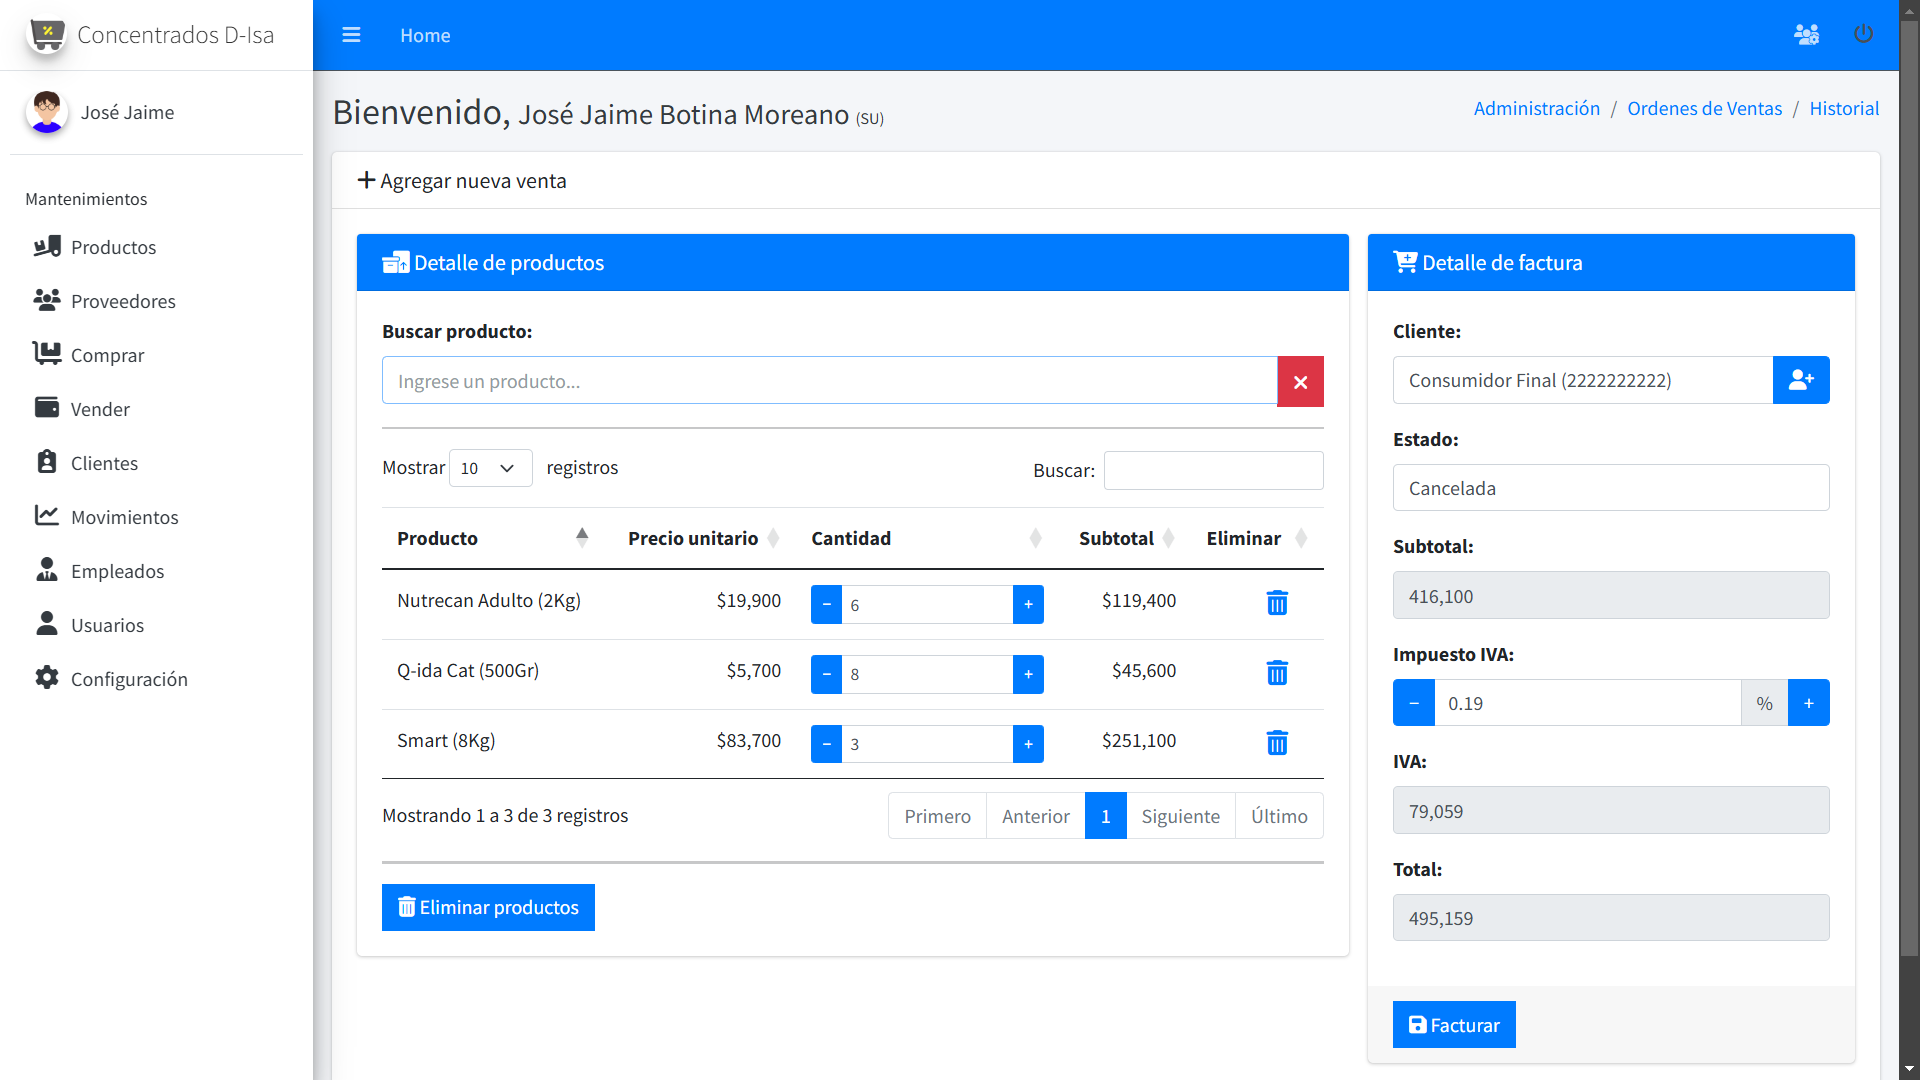 Concentrados D-Isa
Home
José Jaime
Bienvenido, José Jaime Botina Moreano (SU)
Administración / Ordenes de Ventas / Historial
Mantenimientos
Productos
Proveedores
Comprar
Vender
Clientes
Movimientos
Empleados
Usuarios
Configuración
+ Agregar nueva venta
Detalle de productos
Buscar producto:
Ingrese un producto...
Mostrar 10 registros
Buscar:
Producto Precio unitario Cantidad Subtotal Eliminar
Nutrecan Adulto (2Kg) $19,900 - 6 + $119,400
Q-ida Cat (500Gr) $5,700 - 8 + $45,600
Smart (8Kg) $83,700 - 3 + $251,100
Mostrando 1 a 3 de 3 registros
Primero Anterior 1 Siguiente Último
Eliminar productos
Detalle de factura
Cliente:
Consumidor Final (2222222222)
Estado:
Cancelada
Subtotal:
416,100
Impuesto IVA:
- 0.19 % +
IVA:
79,059
Total:
495,159
Facturar